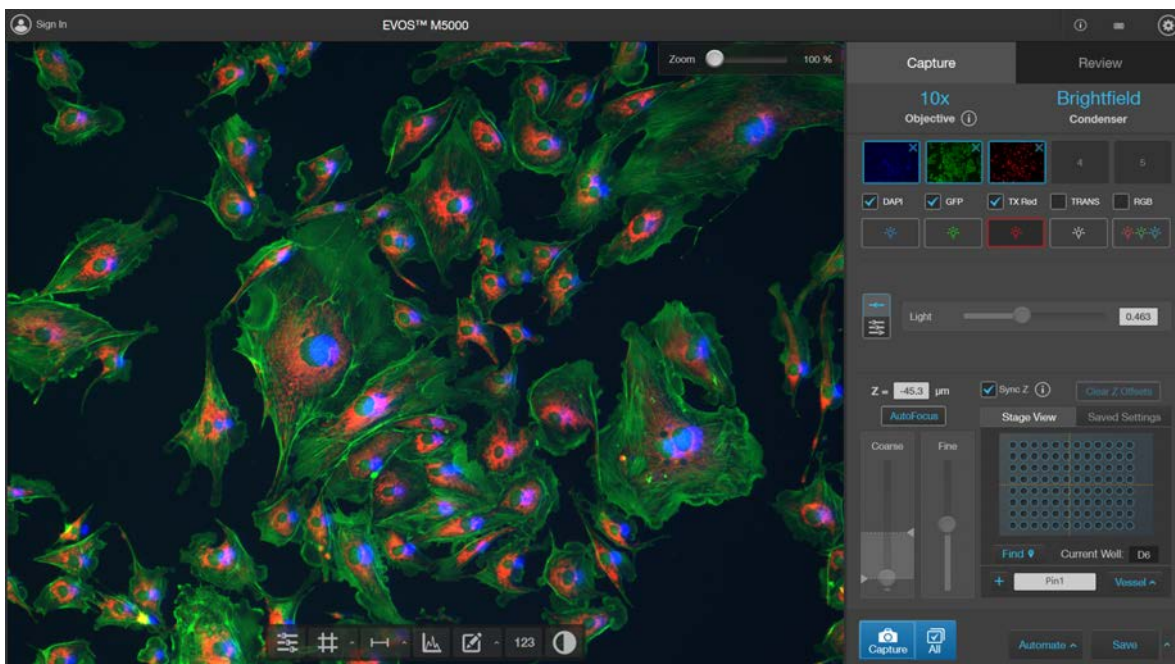 Sign In
EVOS™ M5000
Zoom 100 %
Capture Review
10x Brightfield
Objective Condenser
4 5
DAPI GFP TX Red TRANS RGB
Light 0.463
Z = -45.3 µm Sync Z Clear Z Offsets
AutoFocus Stage View Saved Settings
Coarse Fine
Find Current Well: D6
+ Pin1 Vessel
123
Capture All Automate Save